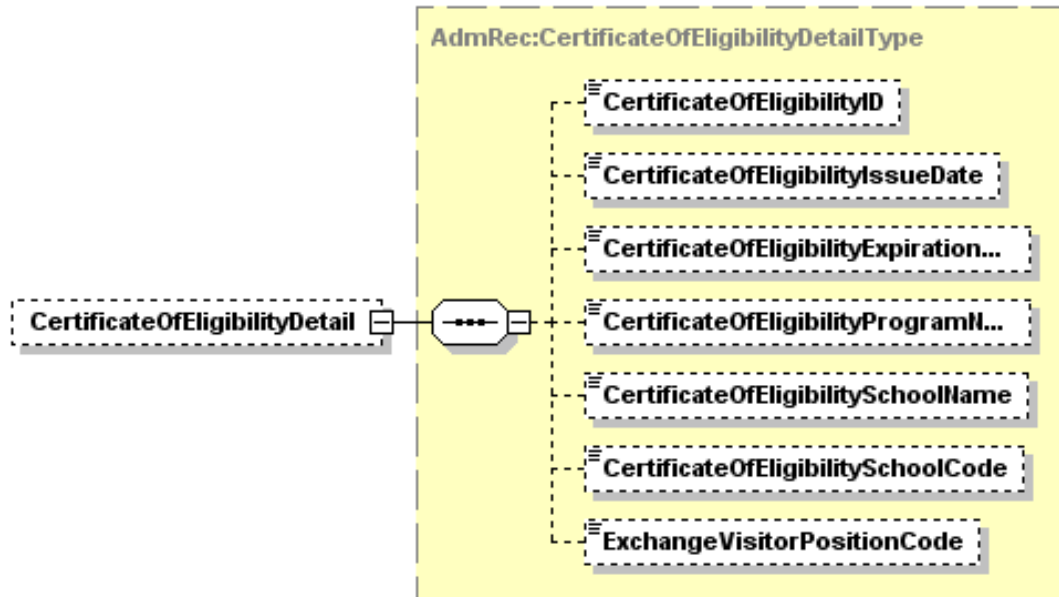 AdmRec:CertificateOfEligibilityDetailType
CertificateOfEligibilityID
CertificateOfEligibilityIssueDate
CertificateOfEligibilityExpiration...
CertificateOfEligibilityDetail
CertificateOfEligibilityProgramN...
CertificateOfEligibilitySchoolName
CertificateOfEligibilitySchoolCode
ExchangeVisitorPositionCode